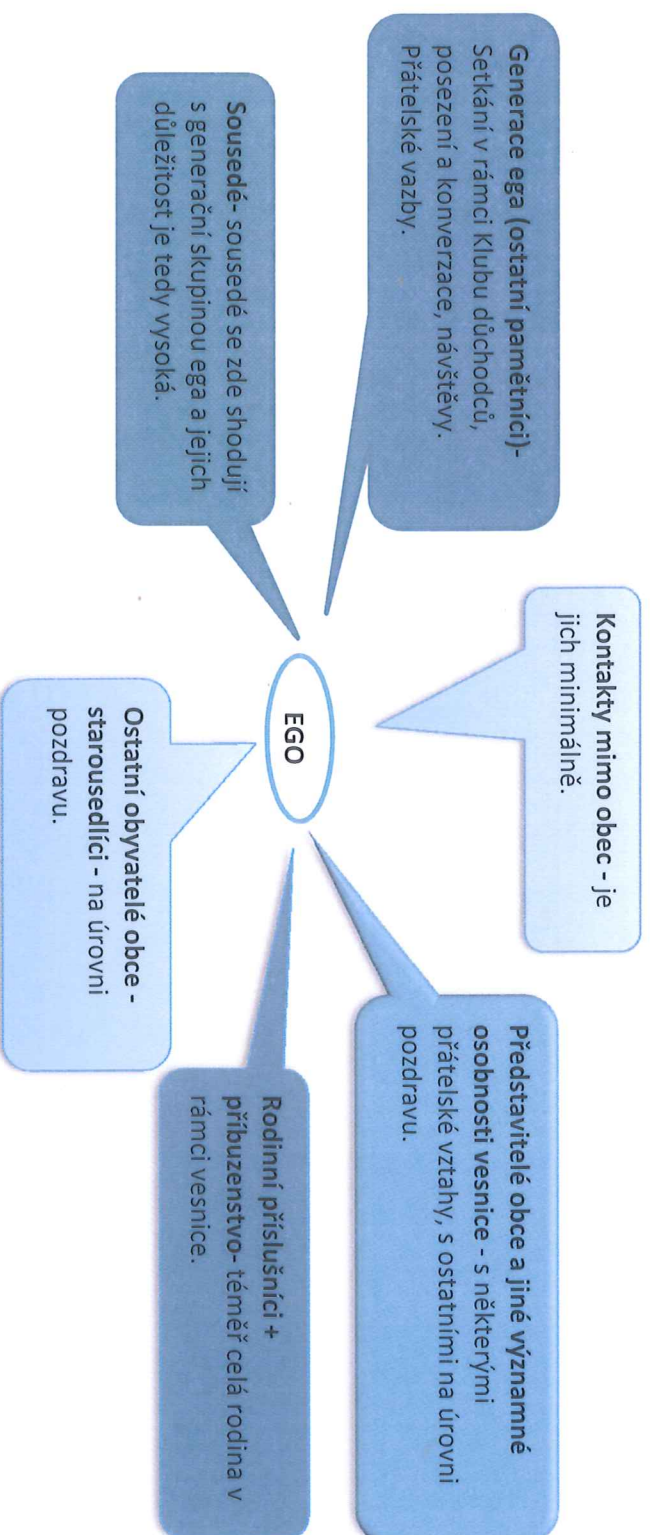 Generace ega (ostatní pamětníci)-
Setkání v rámci Klubu důchodců,
posezení a konverzace, návštěvy.
Přátelské vazby.
Kontakty mimo obec - je
jich minimálně.
Představitelé obce a jiné významné
osobnosti vesnice - s některými
přátelské vztahy, s ostatními na úrovni
pozdravu.
EGO
Sousedé- sousedé se zde shodují
s generační skupinou ega a jejich
důležitost je tedy vysoká.
Ostatní obyvatelé obce -
starousedlíci - na úrovni
pozdravu.
Rodinní příslušníci +
příbuzenstvo- téměř celá rodina v
rámci vesnice.